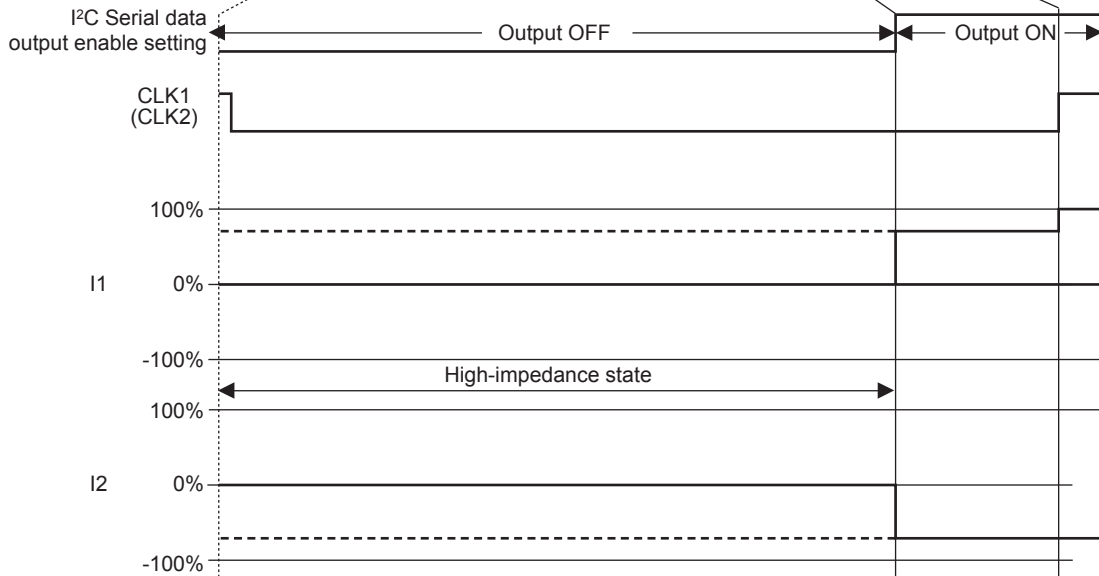 I²C Serial data
output enable setting
Output OFF
Output ON
CLK1
(CLK2)
100%
I1
0%
-100%
High-impedance state
100%
I2
0%
-100%